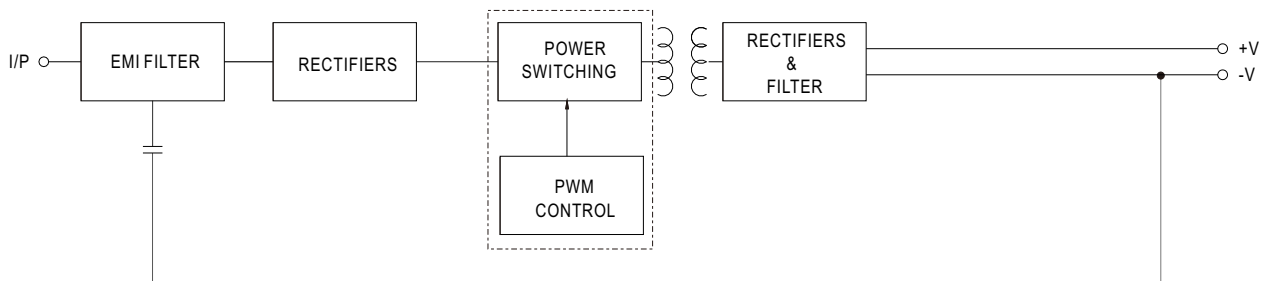 I/P
EMI FILTER
RECTIFIERS
POWER
SWITCHING
PWM
CONTROL
RECTIFIERS
&
FILTER
+V
-V